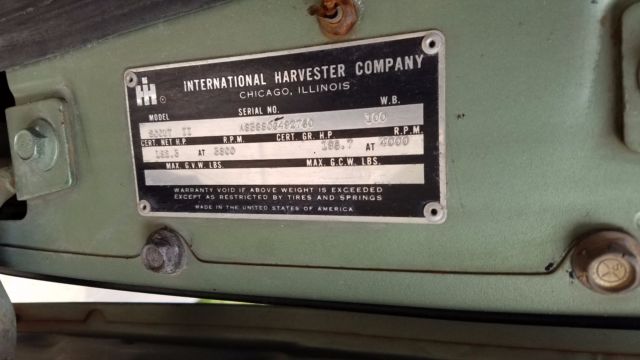 IH ®
INTERNATIONAL HARVESTER COMPANY
CHICAGO, ILLINOIS
MODEL SERIAL NO. W.B.
SCOUT II 100
CERT. NET H.P. R.P.M. CERT. GR. H.P. R.P.M.
AT AT 4000
MAX. G.V.W. LBS. MAX. G.C.W. LBS.
WARRANTY VOID IF ABOVE WEIGHT IS EXCEEDED
EXCEPT AS RESTRICTED BY TIRES AND SPRINGS
MADE IN THE UNITED STATES OF AMERICA